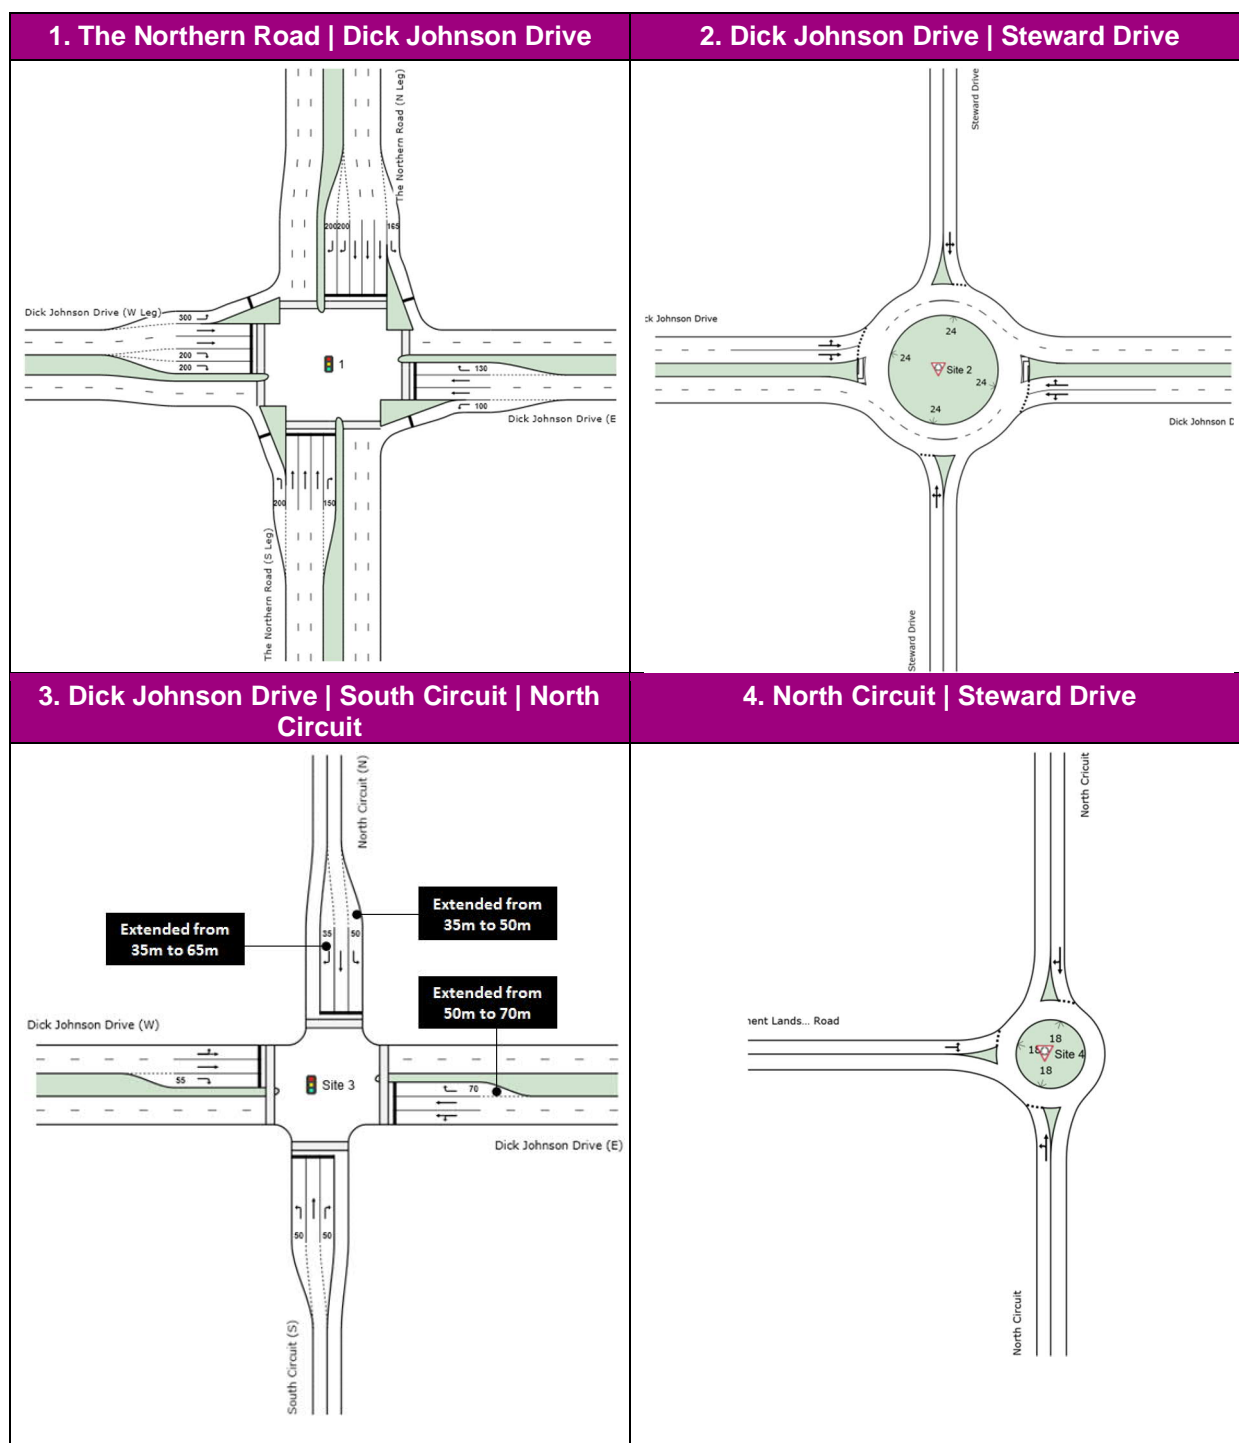 1. The Northern Road | Dick Johnson Drive
2. Dick Johnson Drive | Steward Drive
The Northern Road (N Leg)
200 200
165
Dick Johnson Drive (W Leg)
300
200
200
1
130
100
Dick Johnson Drive (E
200
150
The Northern Road (S Leg)
Steward Drive
ck Johnson Drive
24
24
Site 2
24
24
Dick Johnson D
Steward Drive
3. Dick Johnson Drive | South Circuit | North
Circuit
4. North Circuit | Steward Drive
North Circuit (N)
Extended from
35m to 50m
Extended from
35m to 65m
35
50
Extended from
50m to 70m
Dick Johnson Drive (W)
55
Site 3
70
Dick Johnson Drive (E)
50
50
South Circuit (S)
North Cricuit
nent Lands... Road
18
18
Site 4
18
North Circuit